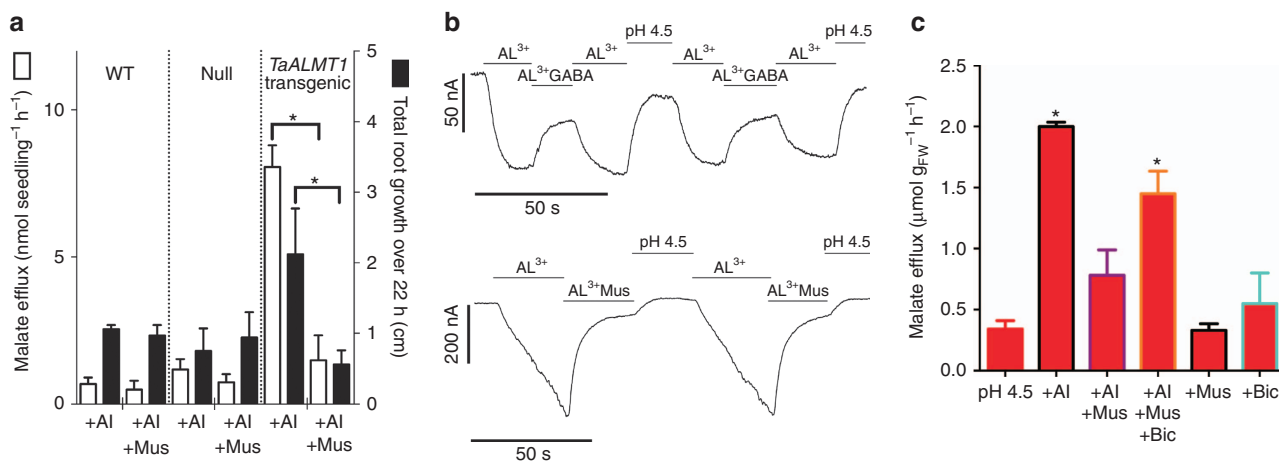 a
Malate efflux (nmol seedling⁻¹ h⁻¹)
10
5
0
WT
Null
TaALMT1
transgenic
*
*
5
4
3
2
1
0
Total root growth over 22 h (cm)
+Al
+Al
+Mus
+Al
+Al
+Mus
+Al
+Al
+Mus
b
pH 4.5
pH 4.5
AL³⁺
AL³⁺
AL³⁺
AL³⁺
AL³⁺GABA
AL³⁺GABA
50 nA
50 s
pH 4.5
pH 4.5
AL³⁺
AL³⁺
AL³⁺Mus
AL³⁺Mus
200 nA
50 s
c
Malate efflux (μmol gFW⁻¹ h⁻¹)
2.5
2.0
1.5
1.0
0.5
0
*
*
pH 4.5
+Al
+Al
+Mus
+Al
+Mus
+Bic
+Mus
+Bic